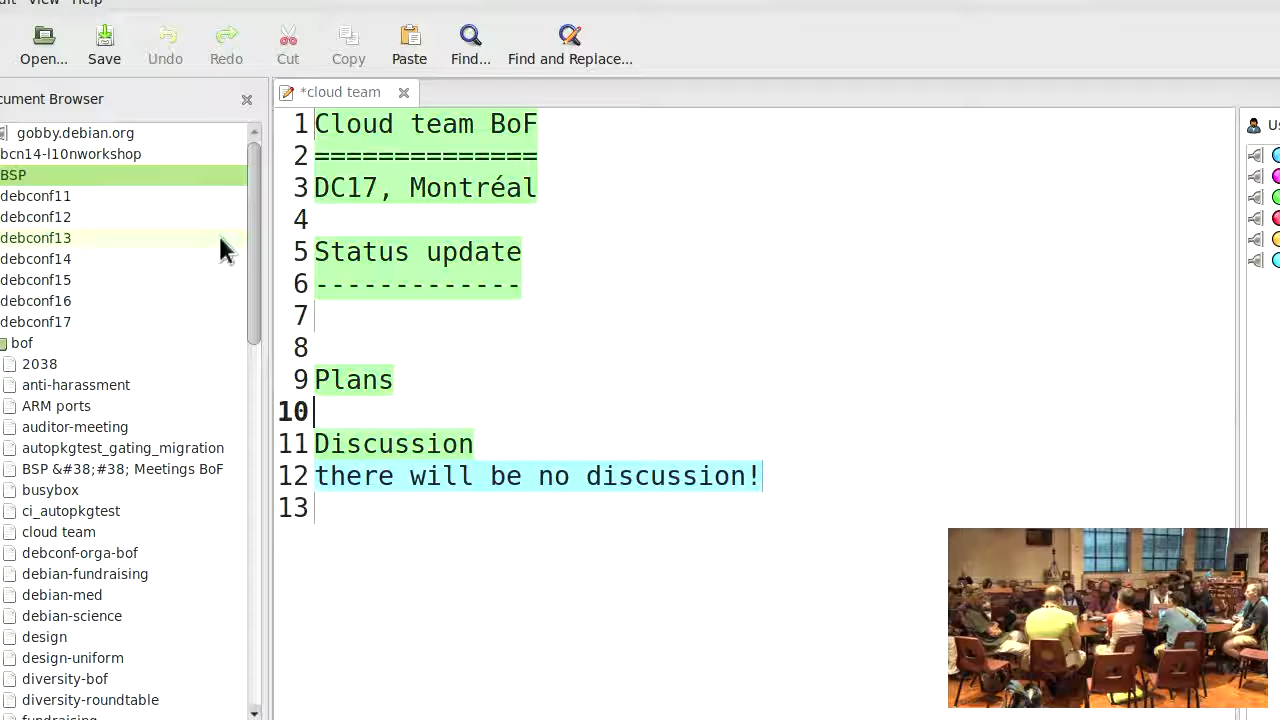 View
Help
Open...
Save
Undo
Redo
Cut
Copy
Paste
Find...
Find and Replace...
cument Browser
*cloud team
gobby.debian.org
bcn14-l10nworkshop
BSP
debconf11
debconf12
debconf13
debconf14
debconf15
debconf16
debconf17
bof
2038
anti-harassment
ARM ports
auditor-meeting
autopkgtest_gating_migration
BSP &#38;#38; Meetings BoF
busybox
ci_autopkgtest
cloud team
debconf-orga-bof
debian-fundraising
debian-med
debian-science
design
design-uniform
diversity-bof
diversity-roundtable
fundraising
1 Cloud team BoF
2 ==============
3 DC17, Montréal
4
5 Status update
6 -------------
7
8
9 Plans
10
11 Discussion
12 there will be no discussion!
13